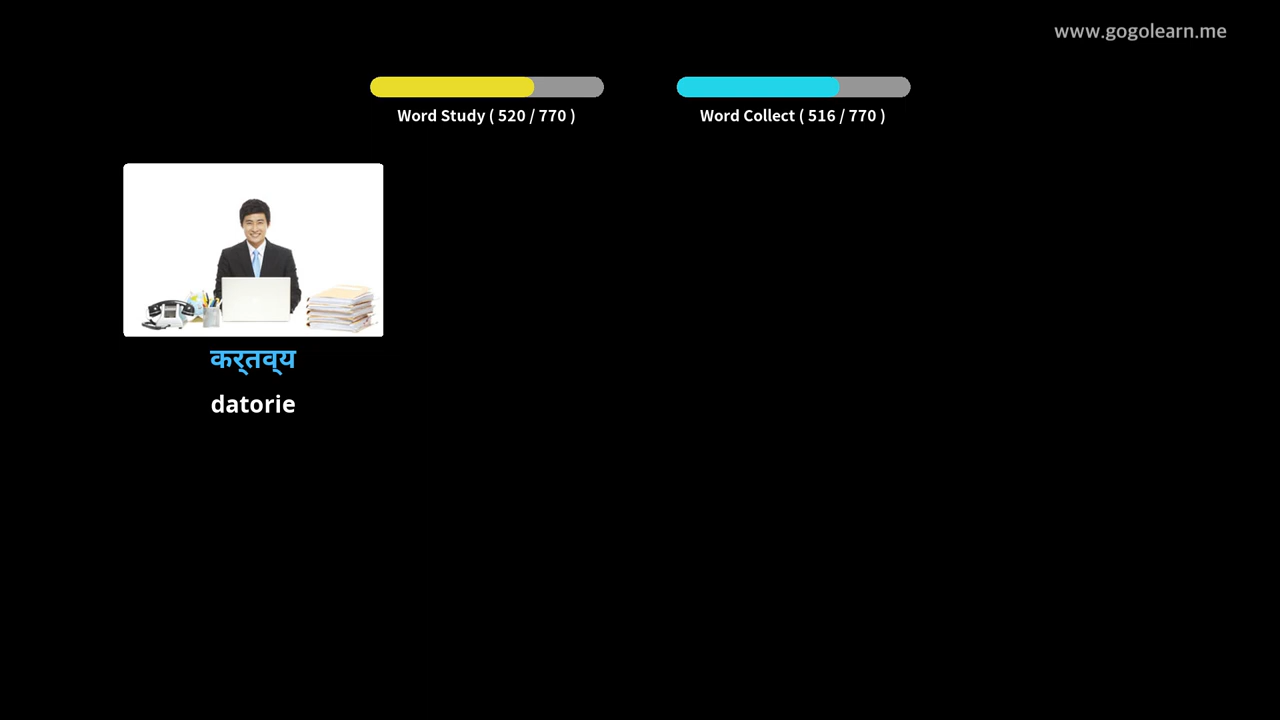 www.gogolearn.me
Word Study ( 520 / 770 )
Word Collect ( 516 / 770 )
कर्तव्य
datorie